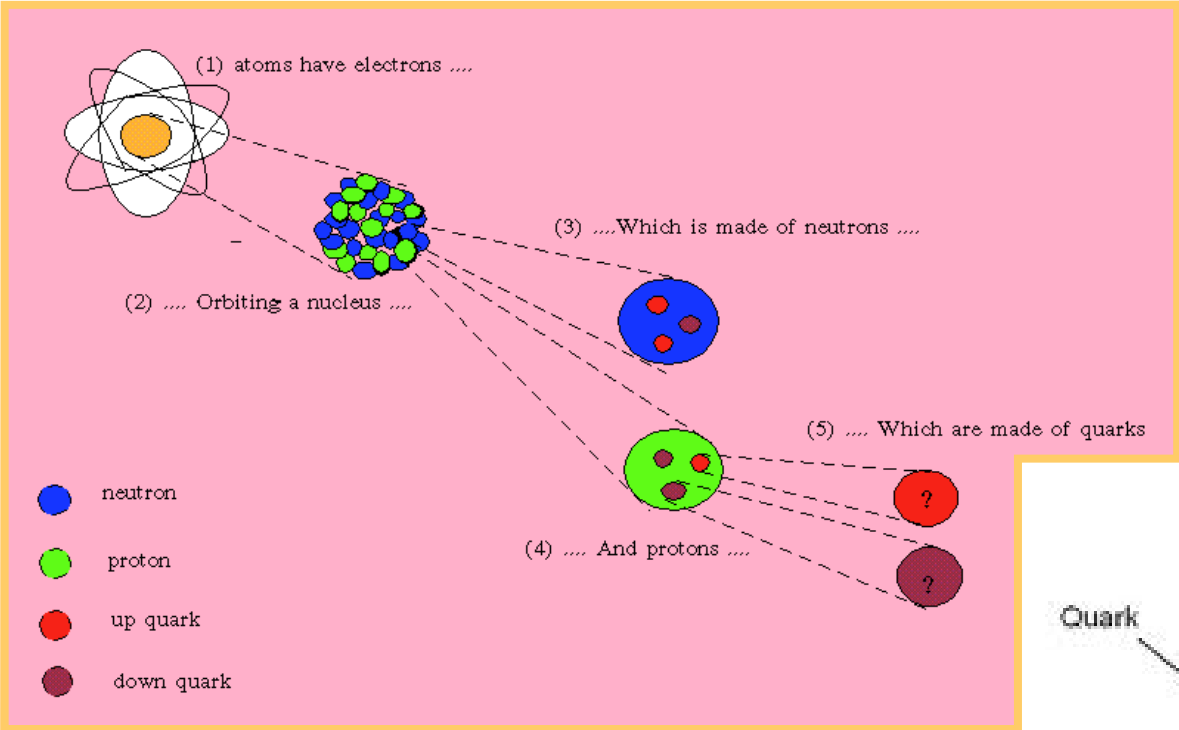 (1) atoms have electrons ....
(2) .... Orbiting a nucleus ....
(3) ....Which is made of neutrons ....
(4) .... And protons ....
(5) .... Which are made of quarks
?
?
neutron
proton
up quark
down quark
Quark